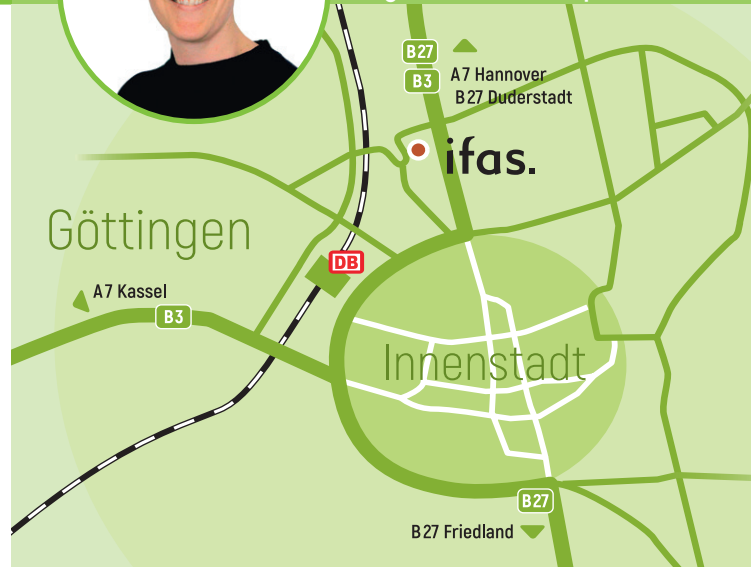 B27
B3
A7 Hannover
B27 Duderstadt
ifas.
Göttingen
DB
A7 Kassel
B3
Innenstadt
B27
B27 Friedland